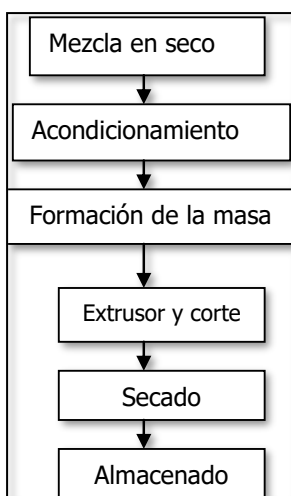 Mezcla en seco
Acondicionamiento
Formación de la masa
Extrusor y corte
Secado
Almacenado